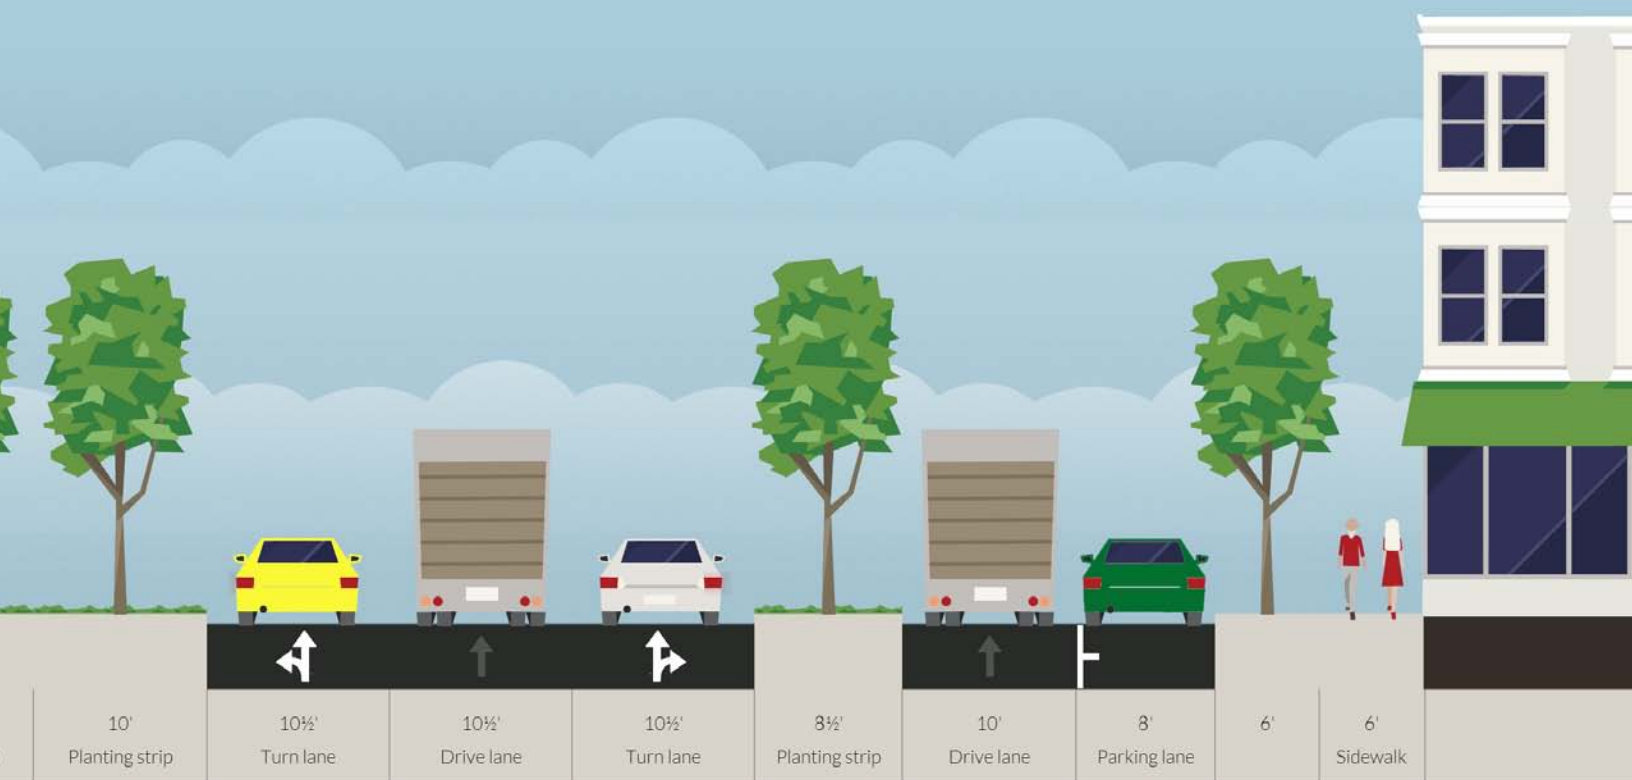 10'
Planting strip
10½'
Turn lane
10½'
Drive lane
10½'
Turn lane
8½'
Planting strip
10'
Drive lane
8'
Parking lane
6'
6'
Sidewalk